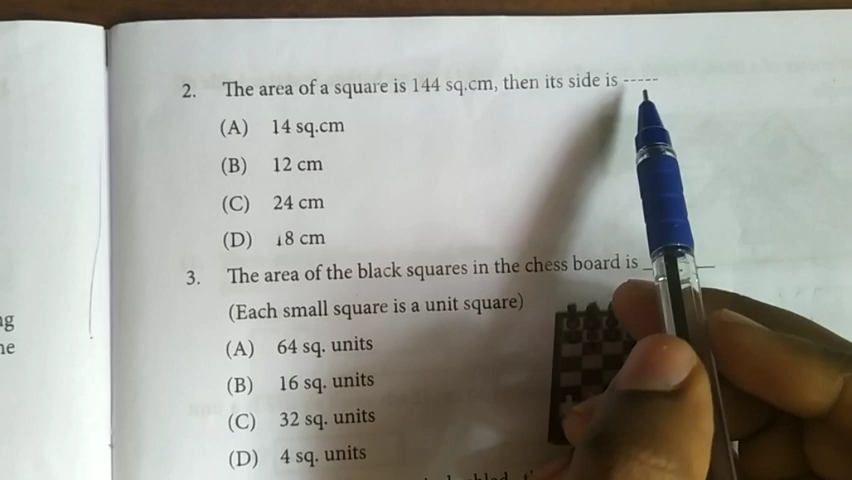 2. The area of a square is 144 sq.cm, then its side is -----
(A) 14 sq.cm
(B) 12 cm
(C) 24 cm
(D) 18 cm
3. The area of the black squares in the chess board is
(Each small square is a unit square)
(A) 64 sq. units
(B) 16 sq. units
(C) 32 sq. units
(D) 4 sq. units